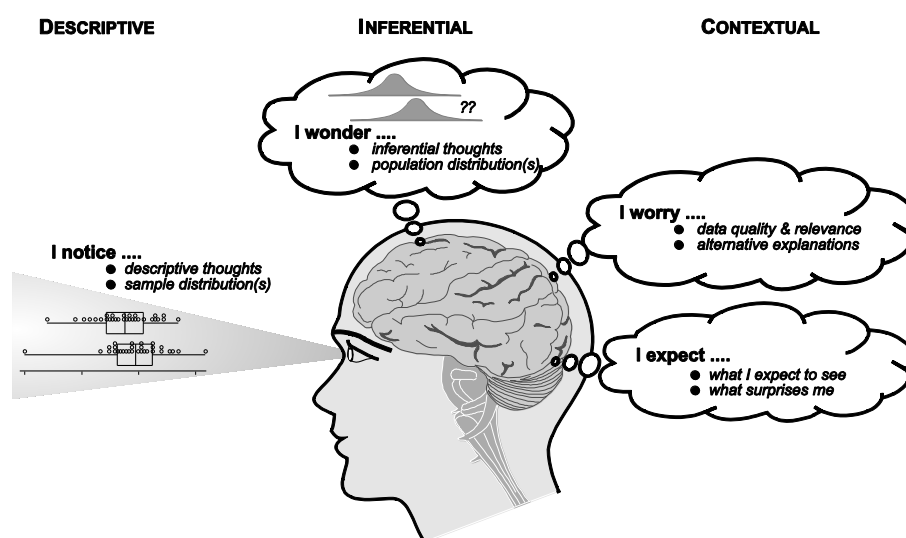 DESCRIPTIVE
INFERENTIAL
CONTEXTUAL
??
I wonder ....
● inferential thoughts
● population distribution(s)
I worry ....
● data quality & relevance
● alternative explanations
I notice ....
● descriptive thoughts
● sample distribution(s)
I expect ....
● what I expect to see
● what surprises me